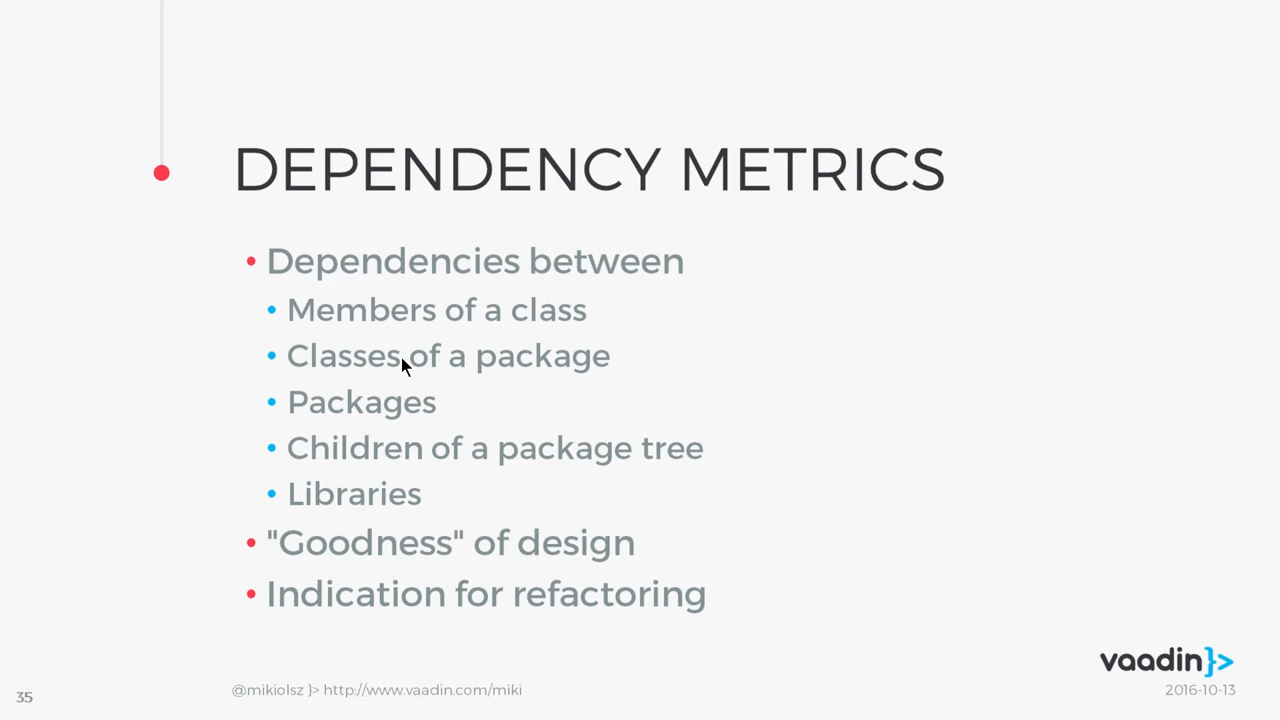 DEPENDENCY METRICS
• Dependencies between
• Members of a class
• Classes of a package
• Packages
• Children of a package tree
• Libraries
• "Goodness" of design
• Indication for refactoring
vaadin}>
35
@mikiolsz }> http://www.vaadin.com/miki
2016-10-13